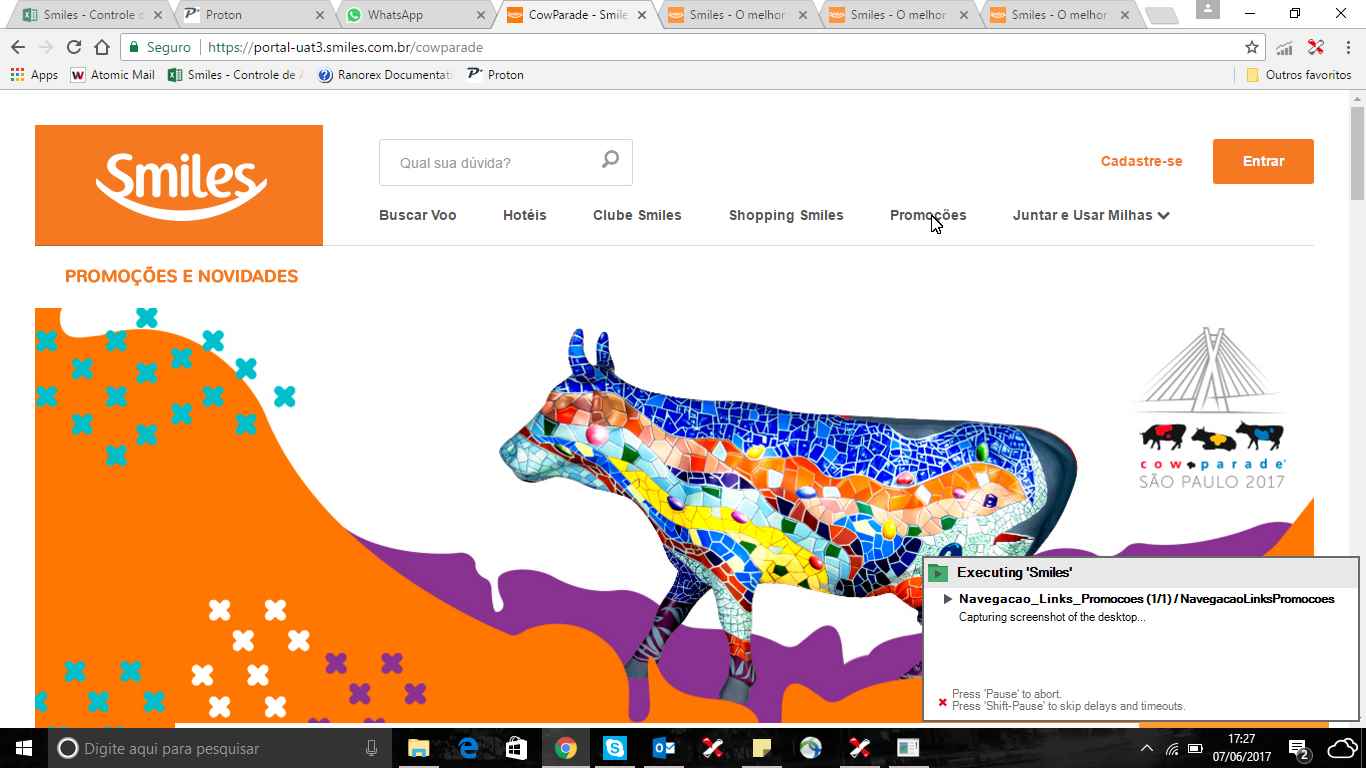 Smiles - Controle d
Proton
WhatsApp
CowParade - Smile
Smiles - O melhor
Smiles - O melhor
Smiles - O melhor
Seguro
https://portal-uat3.smiles.com.br/cowparade
Apps
Atomic Mail
Smiles - Controle de A
Ranorex Documentati
Proton
Outros favoritos
Smiles
Qual sua dúvida?
Cadastre-se
Entrar
Buscar Voo
Hotéis
Clube Smiles
Shopping Smiles
Promoções
Juntar e Usar Milhas
PROMOÇÕES E NOVIDADES
cow parade
SÃO PAULO 2017
Executing 'Smiles'
Navegacao_Links_Promocoes (1/1) / NavegacaoLinksPromocoes
Capturing screenshot of the desktop...
Press 'Pause' to abort.
Press 'Shift-Pause' to skip delays and timeouts.
Digite aqui para pesquisar
17:27
07/06/2017
2